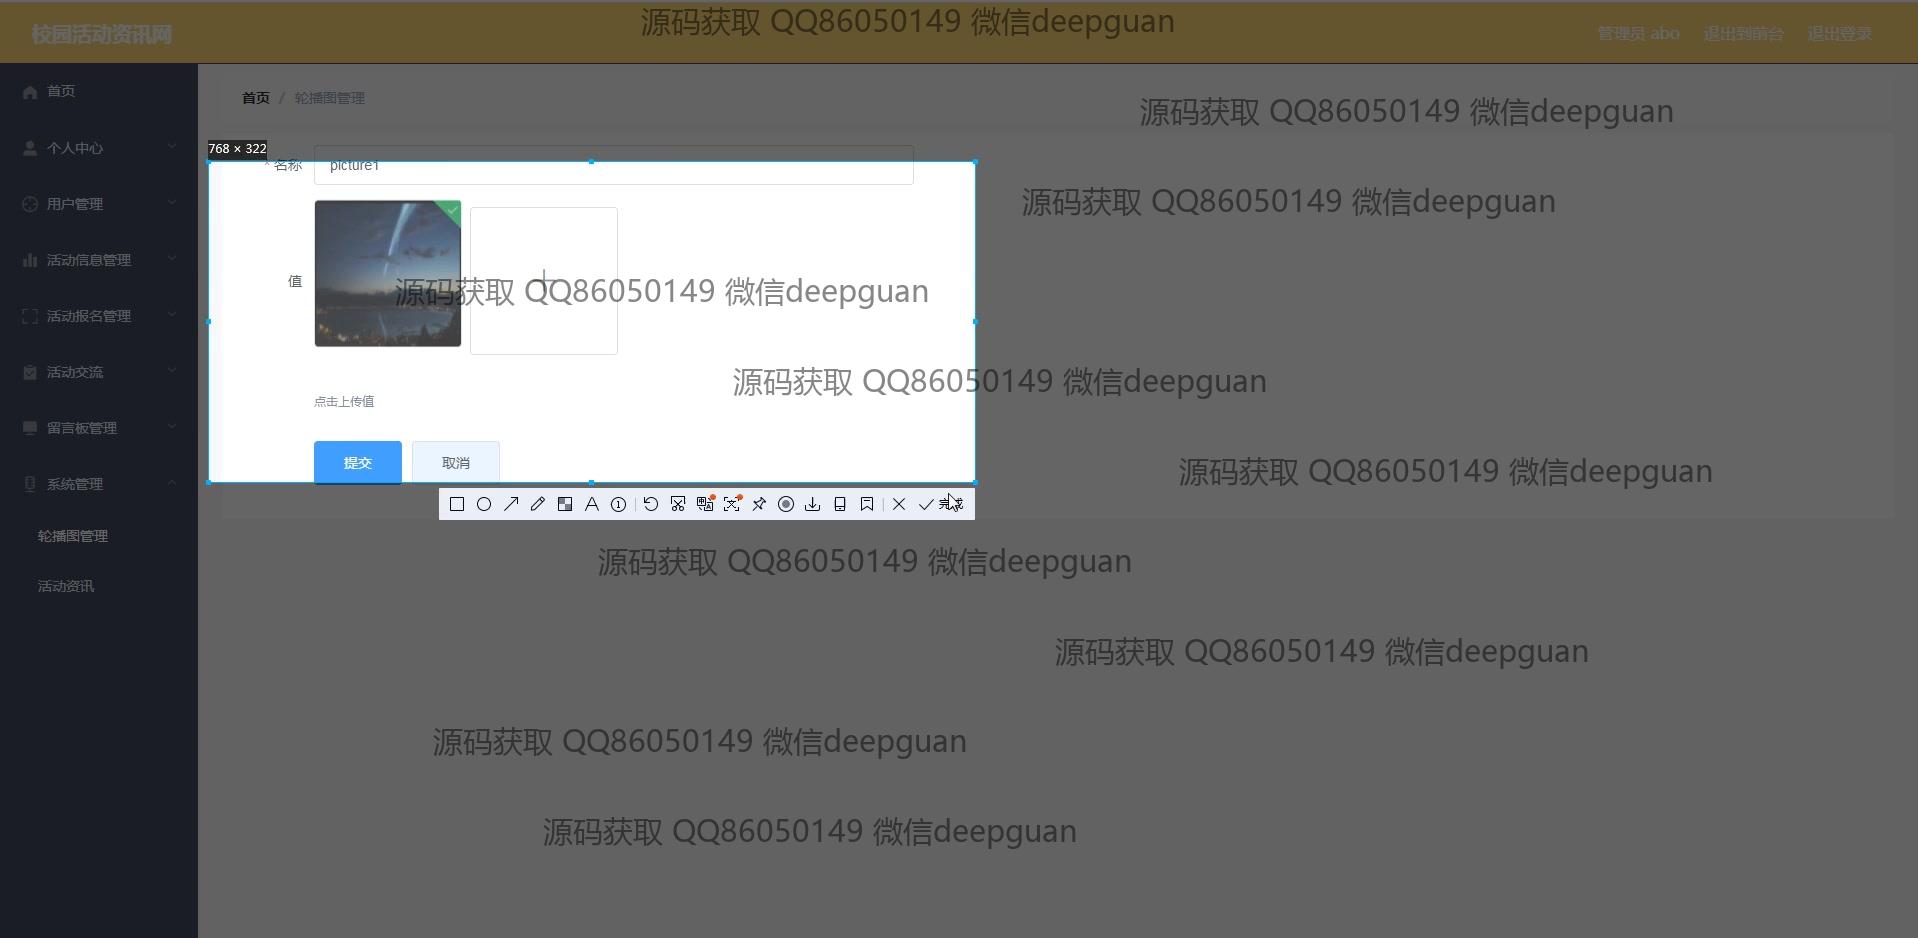 源码获取 QQ86050149 微信deepguan
校园活动资讯网
管理员 abo
退出到前台
退出登录
首页
个人中心
用户管理
活动信息管理
活动报名管理
活动交流
留言板管理
系统管理
轮播图管理
活动资讯
首页 / 轮播图管理
源码获取 QQ86050149 微信deepguan
768 × 322
* 名称
picture1
源码获取 QQ86050149 微信deepguan
值
源码获取 QQ86050149 微信deepguan
源码获取 QQ86050149 微信deepguan
点击上传值
提交
取消
源码获取 QQ86050149 微信deepguan
完成
源码获取 QQ86050149 微信deepguan
源码获取 QQ86050149 微信deepguan
源码获取 QQ86050149 微信deepguan
源码获取 QQ86050149 微信deepguan